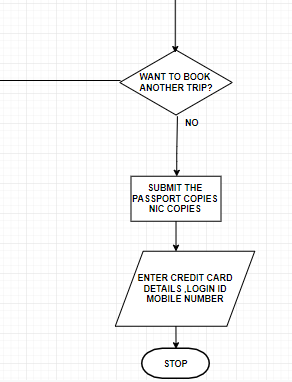 WANT TO BOOK
ANOTHER TRIP?
NO
SUBMIT THE
PASSPORT COPIES
NIC COPIES
ENTER CREDIT CARD
DETAILS ,LOGIN ID
MOBILE NUMBER
STOP